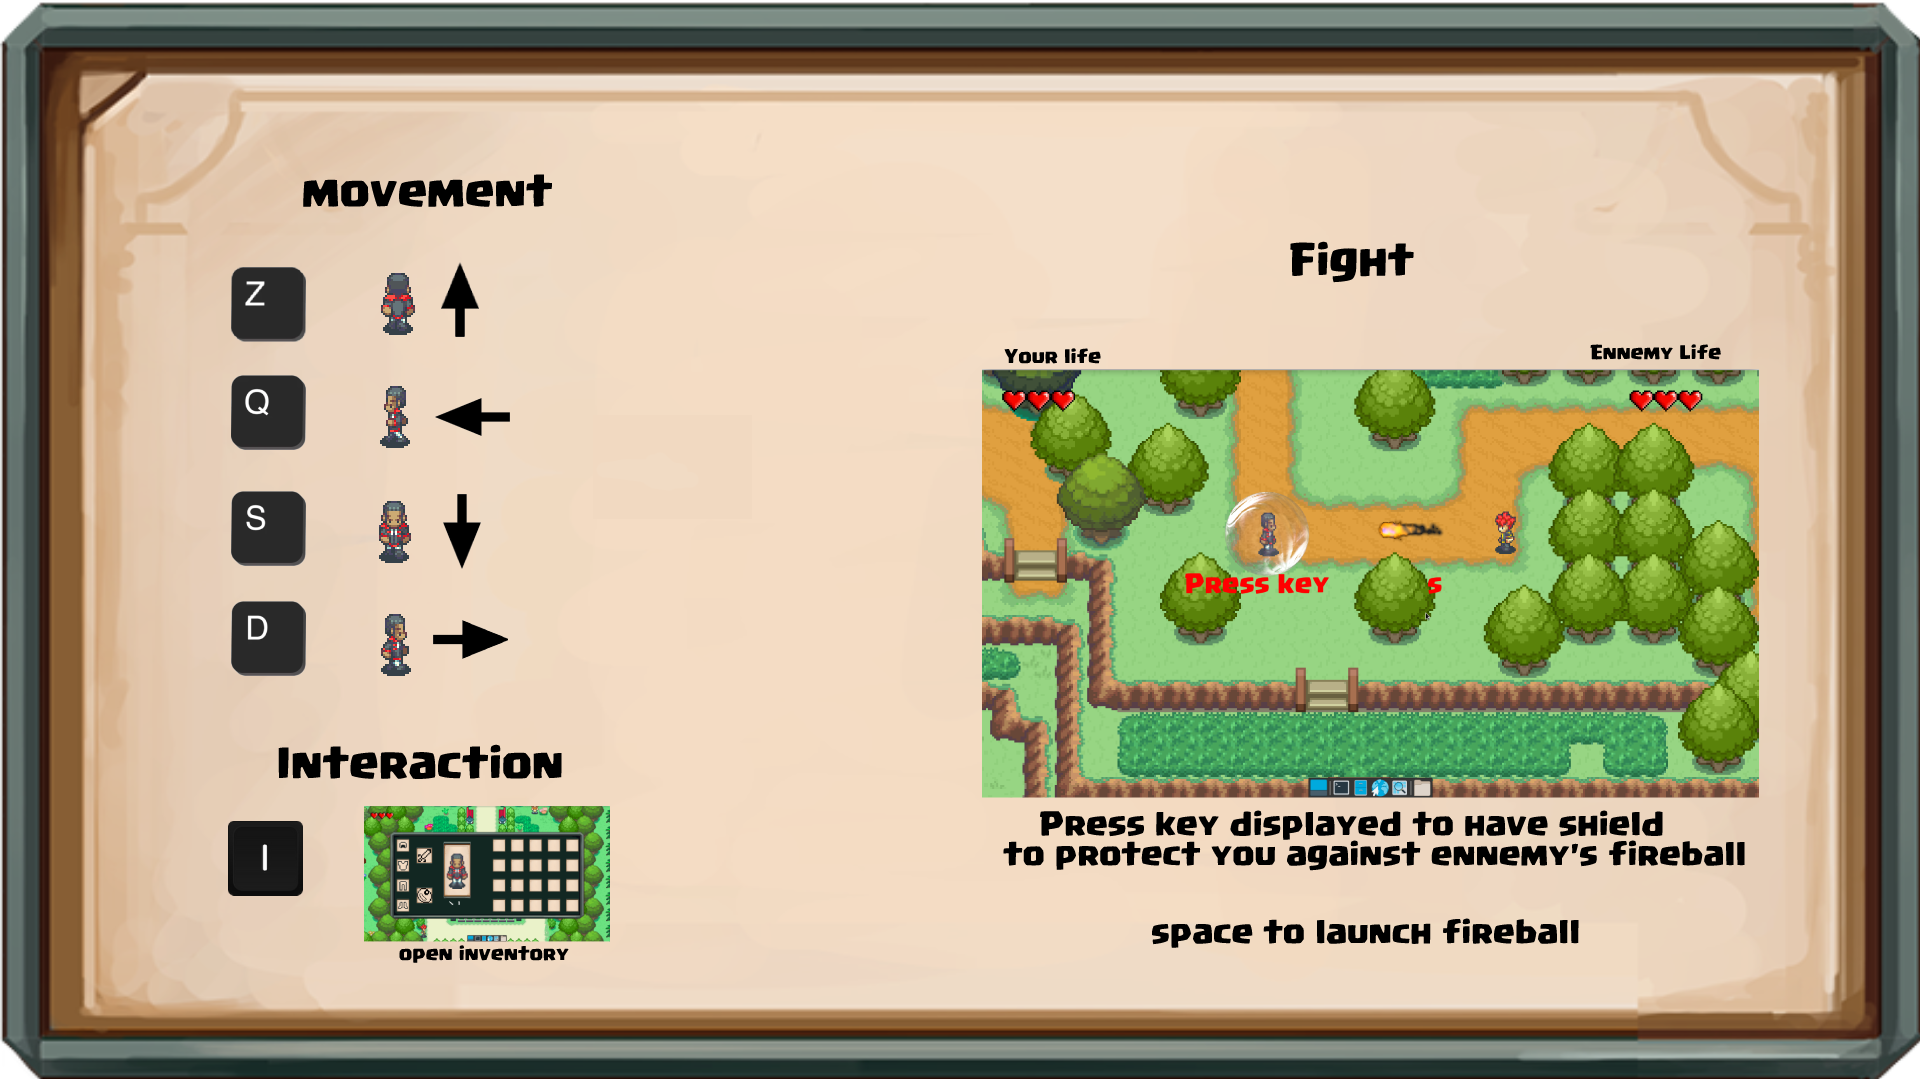 Movement
Z
Q
S
D
Interaction
I
open inventory
Fight
Your life
Ennemy Life
Press key s
Press key displayed to have shield
to protect you against ennemy's fireball
space to launch fireball